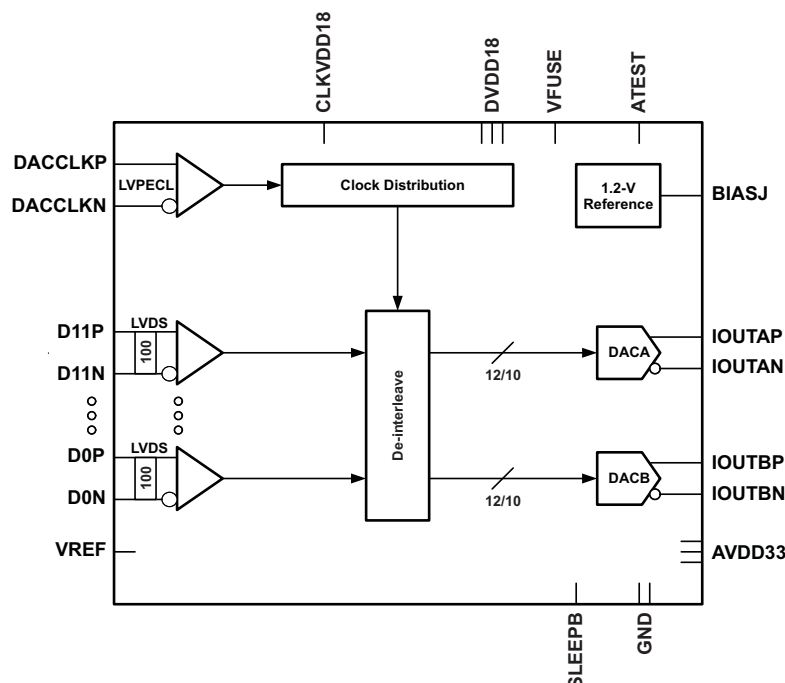 CLKVDD18
DVDD18
VFUSE
ATEST
DACCLKP
LVPECL
DACCLKN
Clock Distribution
1.2-V
Reference
BIASJ
D11P
LVDS
100
D11N
De-interleave
12/10
DACA
IOUTAP
IOUTAN
D0P
LVDS
100
D0N
12/10
DACB
IOUTBP
IOUTBN
VREF
AVDD33
SLEEPB
GND